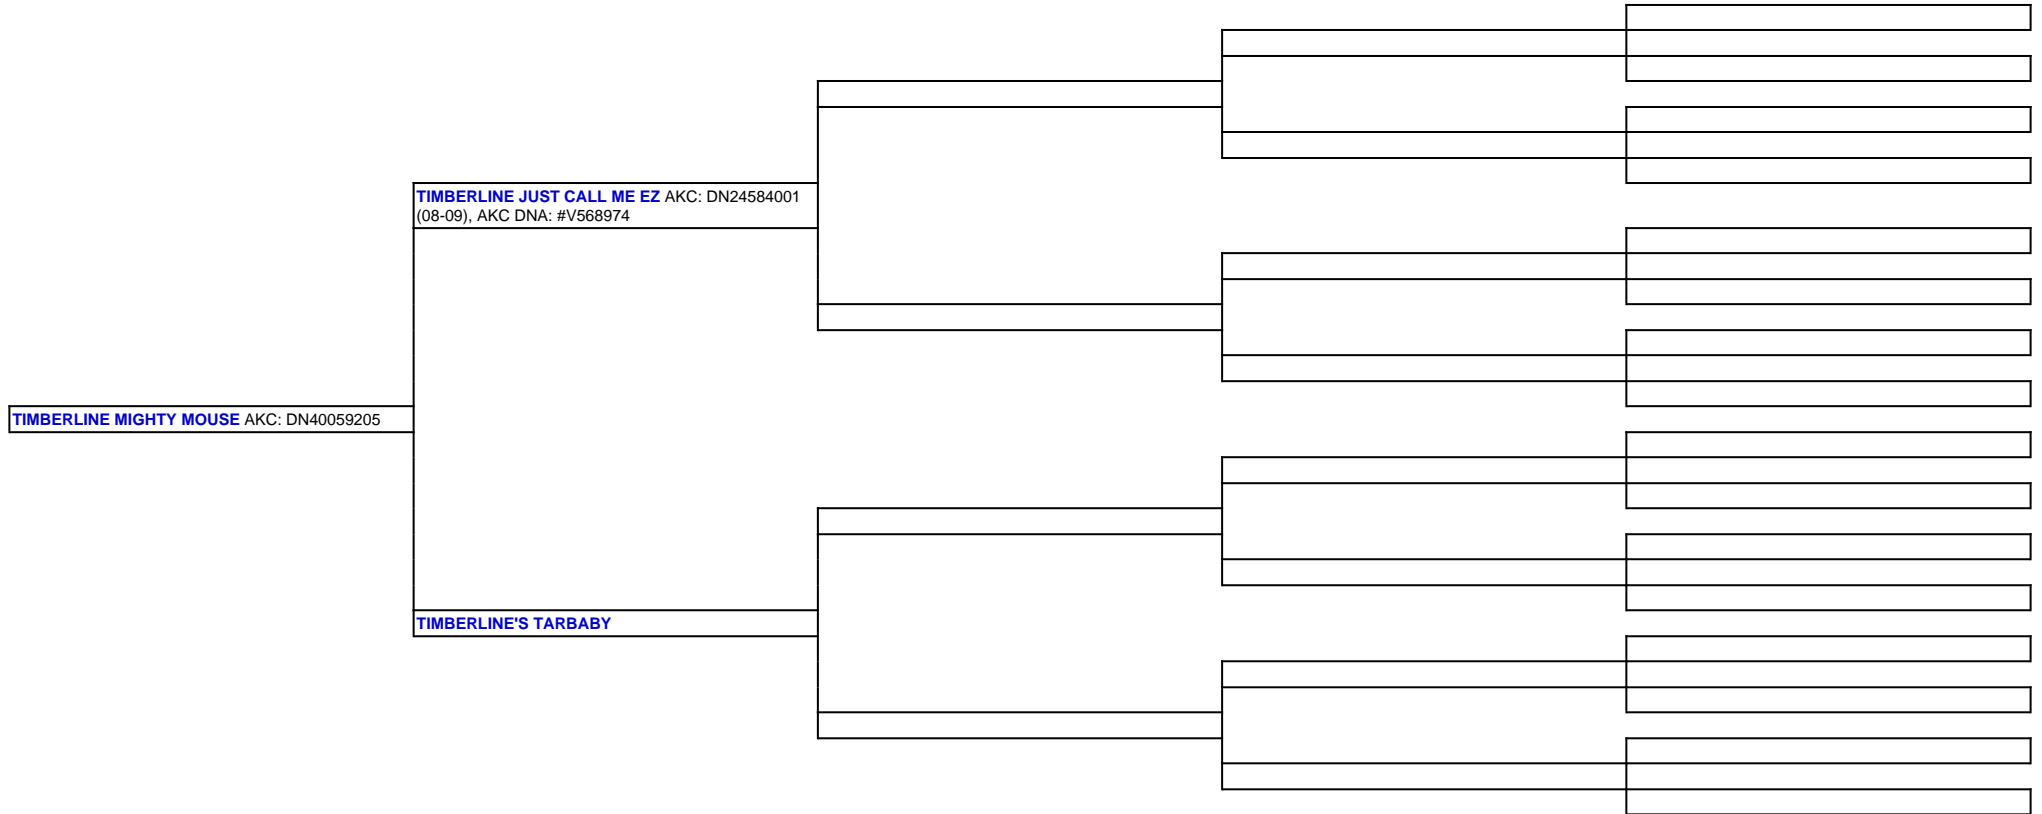 TIMBERLINE JUST CALL ME EZ AKC: DN24584001
(08-09), AKC DNA: #V568974
TIMBERLINE MIGHTY MOUSE AKC: DN40059205
TIMBERLINE'S TARBABY